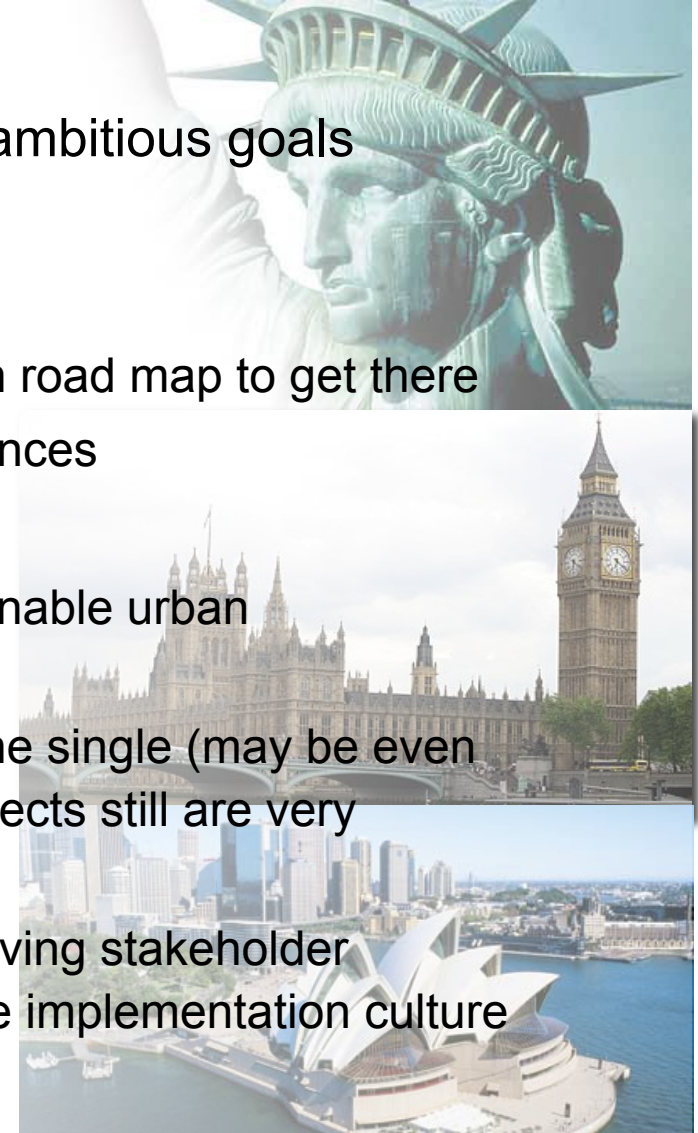 ambitious goals
road map to get there
nces
nable urban
e single (may be even
ects still are very
ving stakeholder
e implementation culture